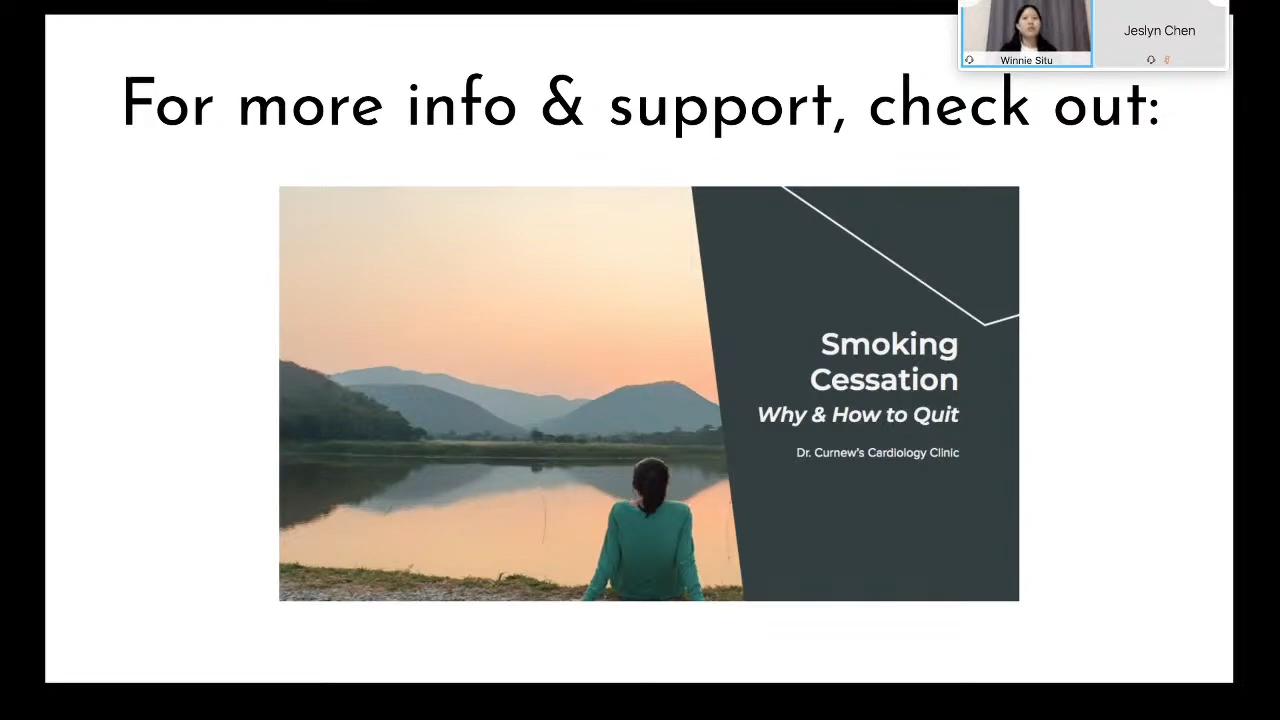 Winnie Situ
Jeslyn Chen
For more info & support, check out:
Smoking
Cessation
Why & How to Quit
Dr. Curnew's Cardiology Clinic